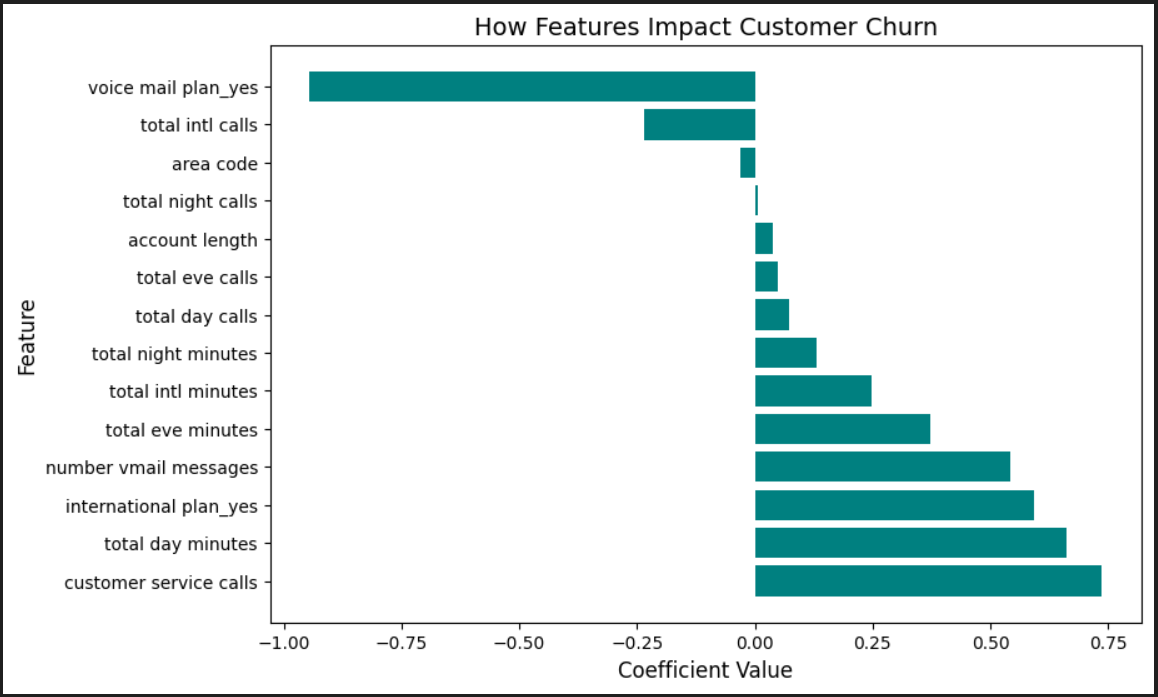 How Features Impact Customer Churn
Feature
voice mail plan_yes
total intl calls
area code
total night calls
account length
total eve calls
total day calls
total night minutes
total intl minutes
total eve minutes
number vmail messages
international plan_yes
total day minutes
customer service calls
−1.00 −0.75 −0.50 −0.25 0.00 0.25 0.50 0.75
Coefficient Value